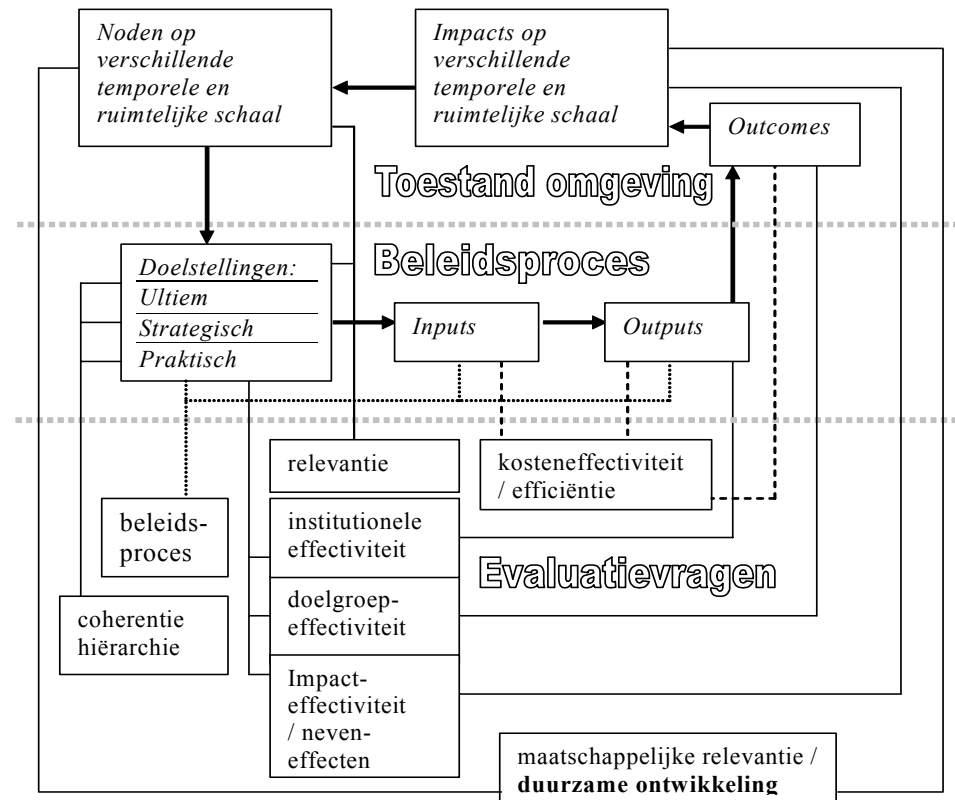 Noden op
verschillende
temporele en
ruimtelijke schaal
Impacts op
verschillende
temporele en
ruimtelijke schaal
Outcomes
Toestand omgeving
Beleidsproces
Doelstellingen:
Ultiem
Strategisch
Praktisch
Inputs
Outputs
relevantie
kosteneffectiviteit
/ efficiëntie
beleids-
proces
institutionele
effectiviteit
Evaluatievragen
doelgroep-
effectiviteit
coherentie
hiërarchie
Impact-
effectiviteit
/ neven-
effecten
maatschappelijke relevantie /
duurzame ontwikkeling